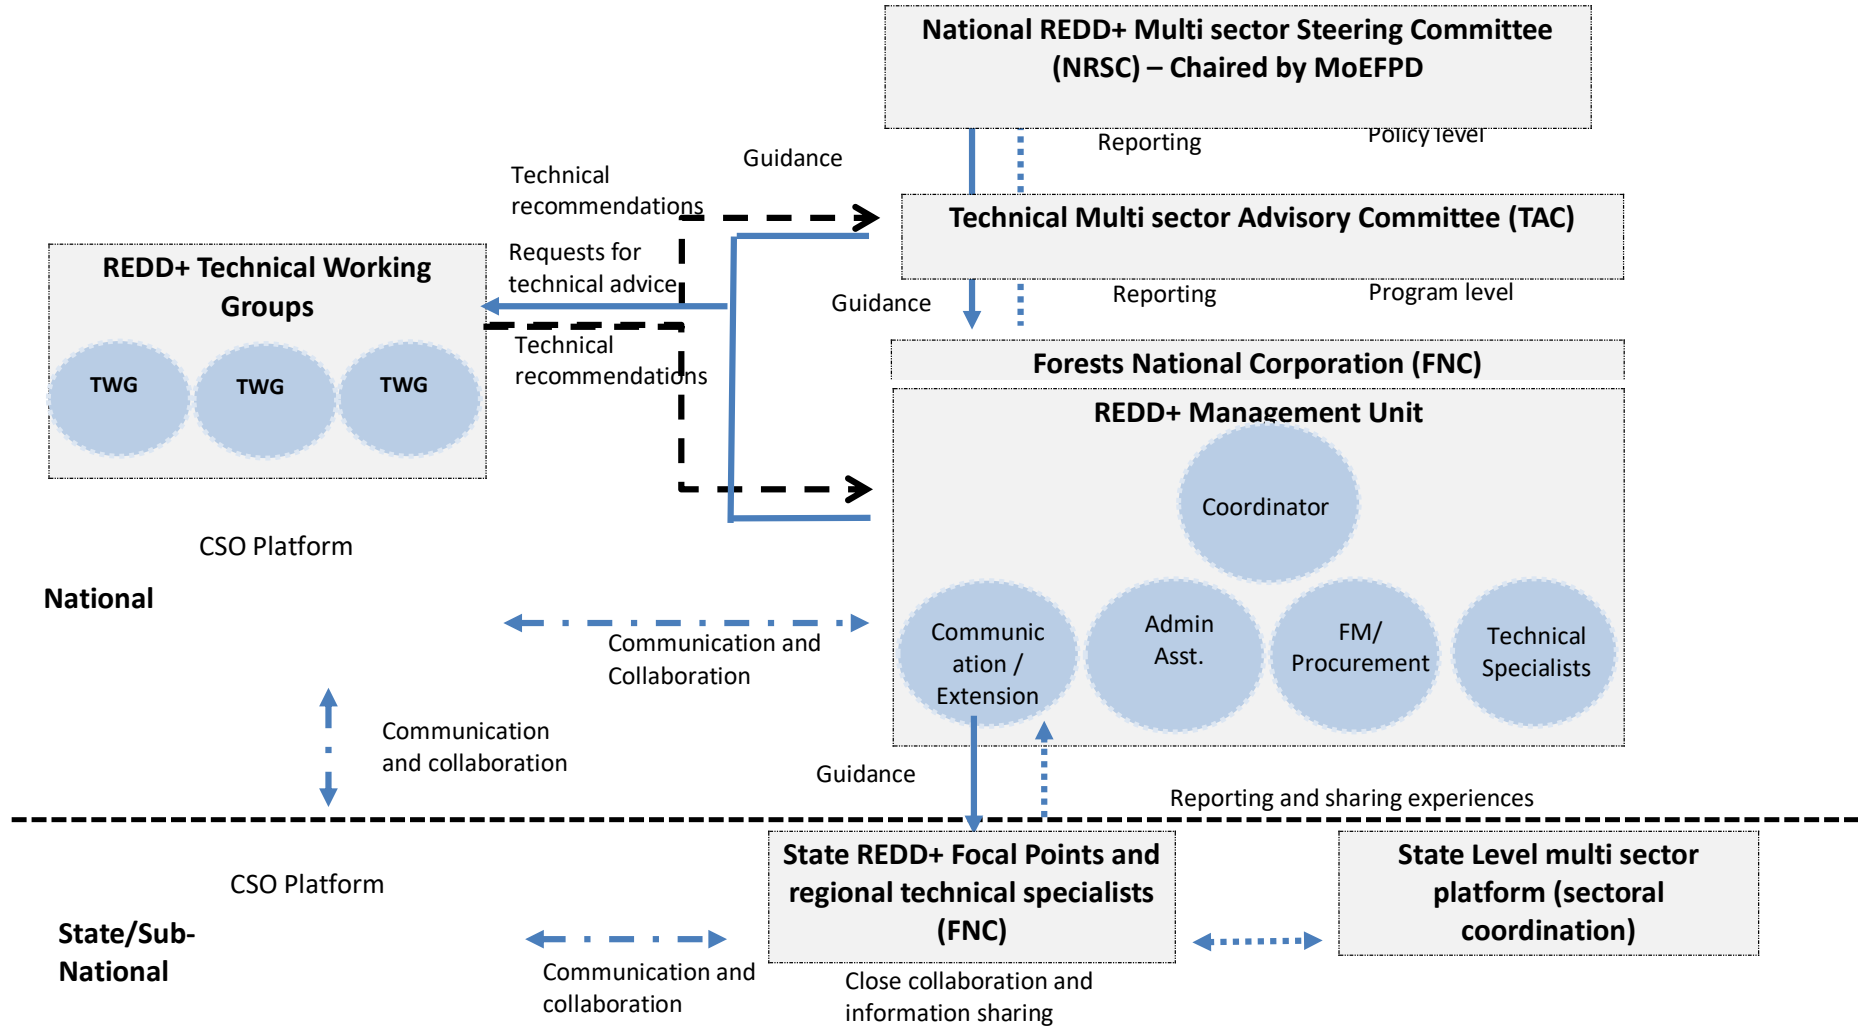 National REDD+ Multi sector Steering Committee
(NRSC) – Chaired by MoEFPD
Reporting
Policy level
Guidance
Technical
recommendations
Technical Multi sector Advisory Committee (TAC)
REDD+ Technical Working
Groups
Requests for
technical advice
Guidance
Reporting
Program level
Technical
recommendations
TWG
TWG
TWG
Forests National Corporation (FNC)
REDD+ Management Unit
Coordinator
CSO Platform
National
Communication and
Collaboration
Communic
ation /
Extension
Admin
Asst.
FM/
Procurement
Technical
Specialists
Communication
and collaboration
Guidance
Reporting and sharing experiences
CSO Platform
State/Sub-
National
State REDD+ Focal Points and
regional technical specialists
(FNC)
State Level multi sector
platform (sectoral
coordination)
Communication and
collaboration
Close collaboration and
information sharing